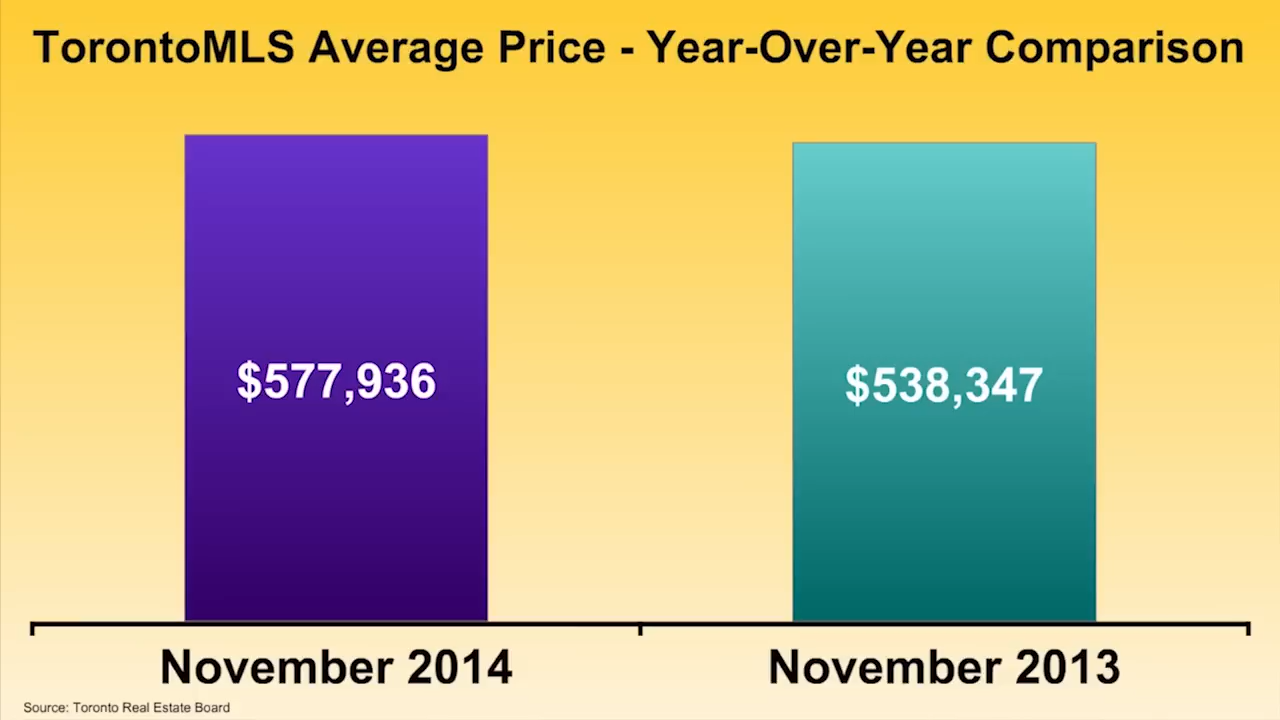 TorontoMLS Average Price - Year-Over-Year Comparison
$577,936
$538,347
November 2014
November 2013
Source: Toronto Real Estate Board